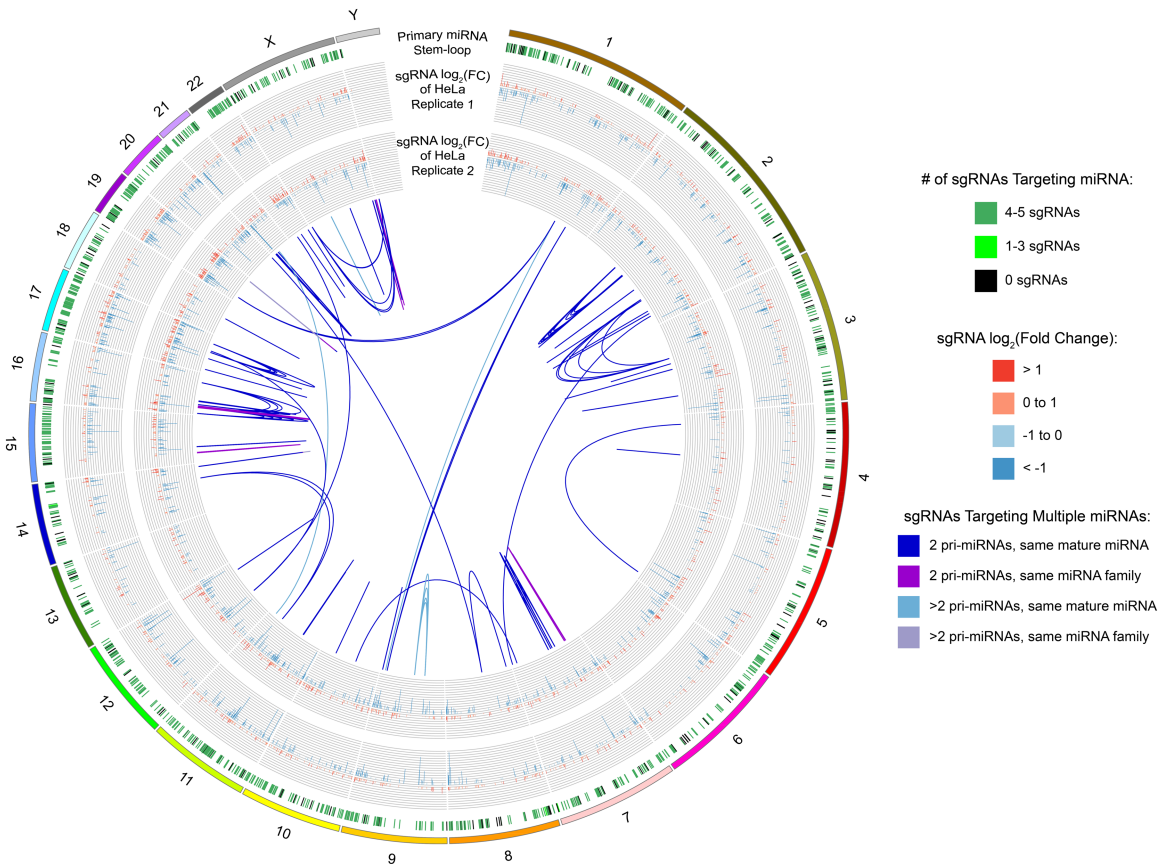 Primary miRNA
Stem-loop
sgRNA log2(FC)
of HeLa
Replicate 1
sgRNA log2(FC)
of HeLa
Replicate 2
1
2
3
4
5
6
7
8
9
10
11
12
13
14
15
16
17
18
19
20
21
22
X
Y
# of sgRNAs Targeting miRNA:
4-5 sgRNAs
1-3 sgRNAs
0 sgRNAs
sgRNA log2(Fold Change):
> 1
0 to 1
-1 to 0
< -1
sgRNAs Targeting Multiple miRNAs:
2 pri-miRNAs, same mature miRNA
2 pri-miRNAs, same miRNA family
>2 pri-miRNAs, same mature miRNA
>2 pri-miRNAs, same miRNA family